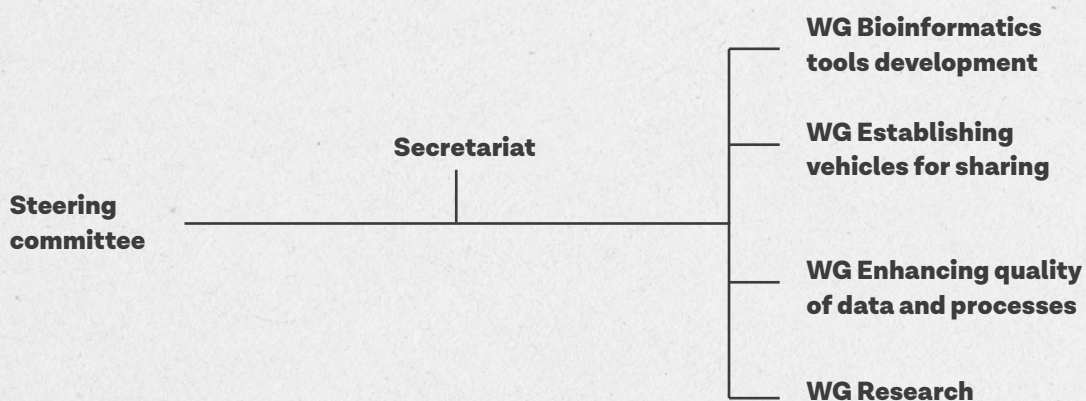 Steering
committee
Secretariat
WG Bioinformatics
tools development
WG Establishing
vehicles for sharing
WG Enhancing quality
of data and processes
WG Research